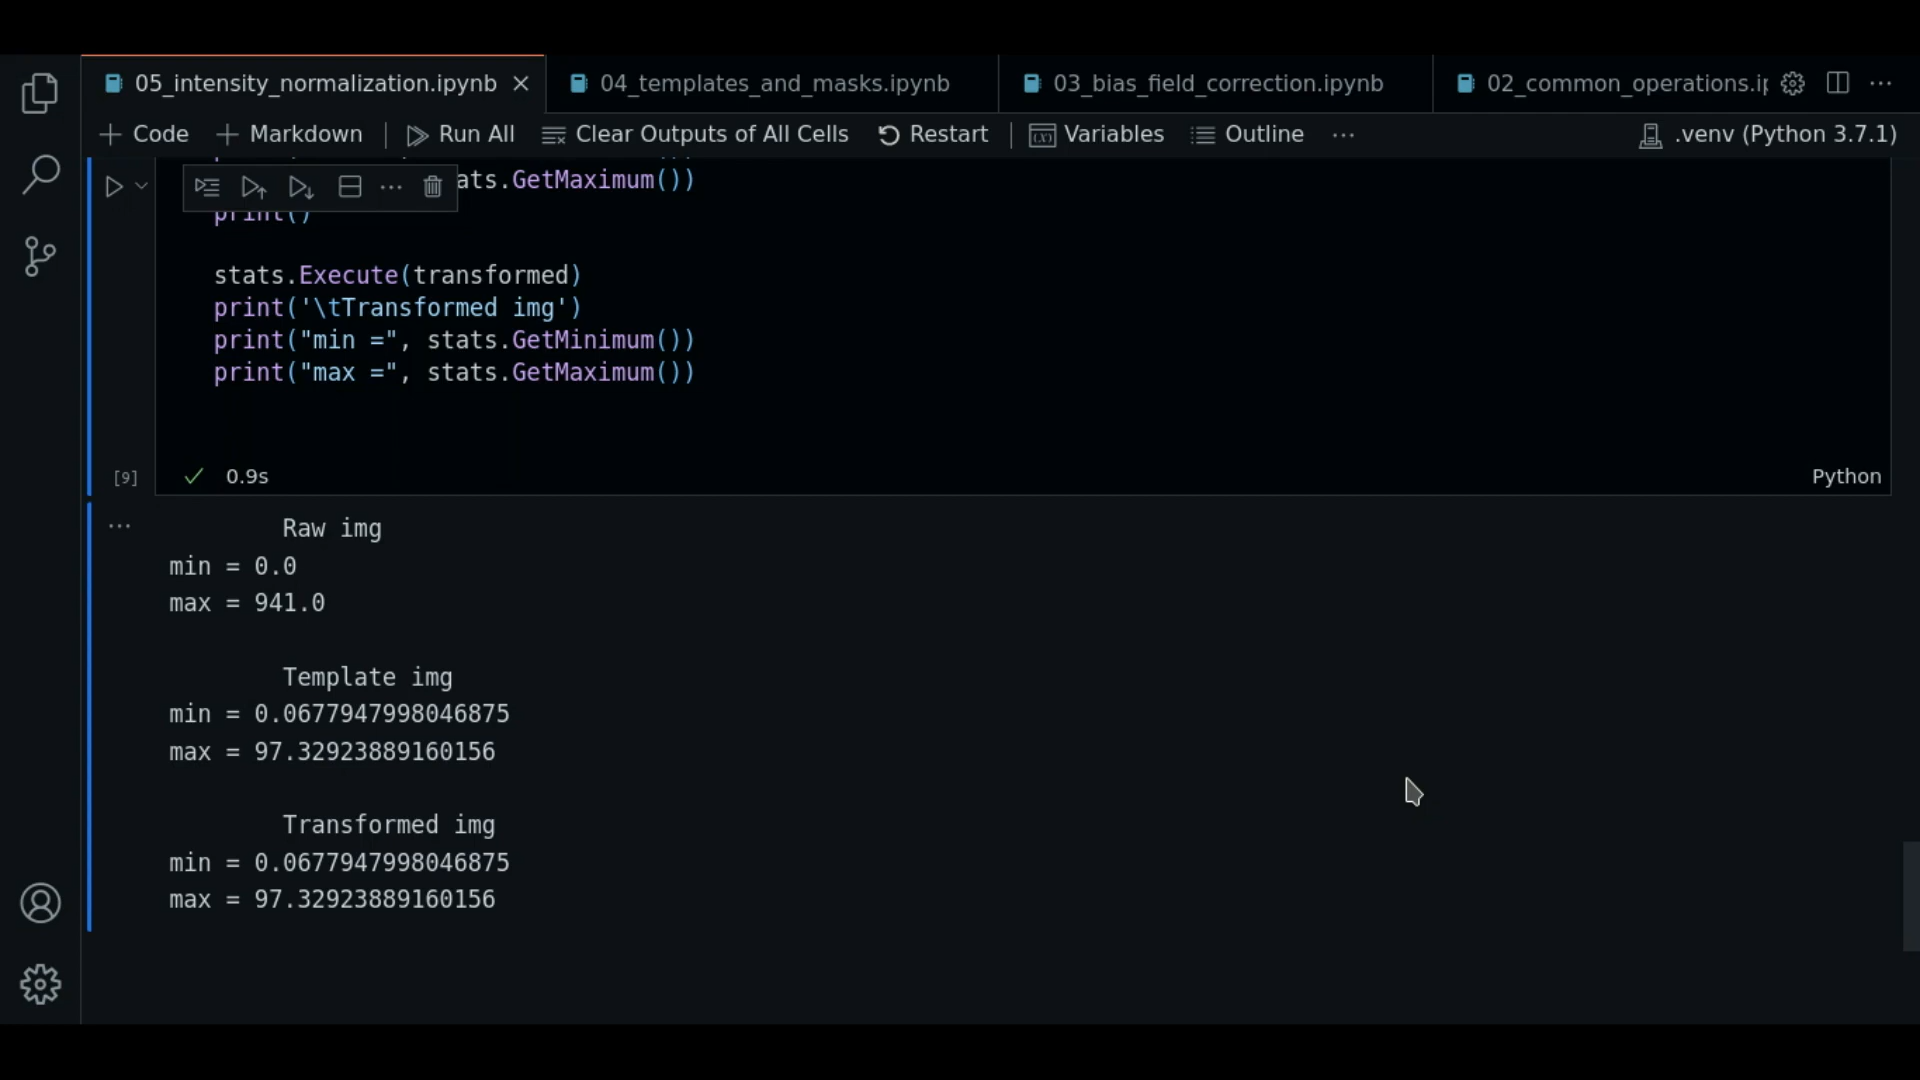 05_intensity_normalization.ipynb
04_templates_and_masks.ipynb
03_bias_field_correction.ipynb
02_common_operations.ip
Code
Markdown
Run All
Clear Outputs of All Cells
Restart
Variables
Outline
.venv (Python 3.7.1)
ats.GetMaximum())
print()
stats.Execute(transformed)
print('\tTransformed img')
print("min =", stats.GetMinimum())
print("max =", stats.GetMaximum())
[9]
0.9s
Python
Raw img
min = 0.0
max = 941.0
Template img
min = 0.0677947998046875
max = 97.32923889160156
Transformed img
min = 0.0677947998046875
max = 97.32923889160156